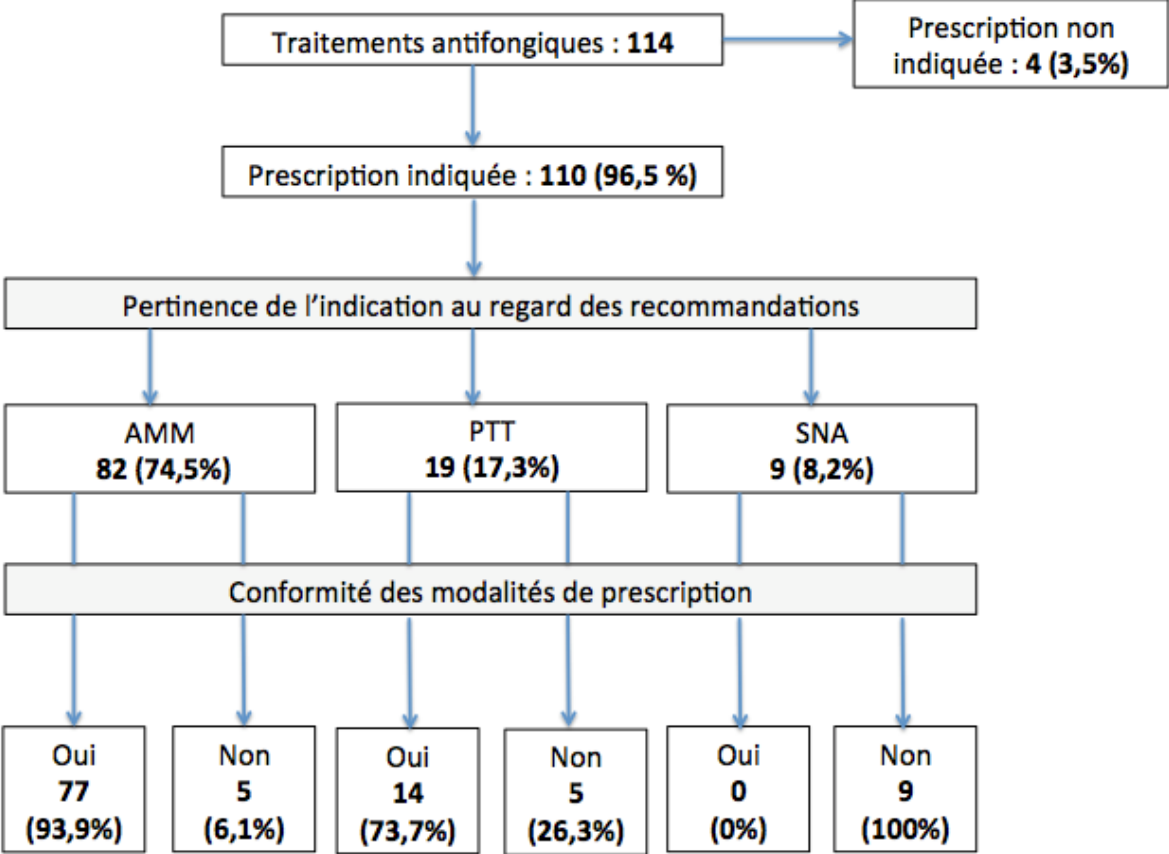 Traitements antifongiques : 114
Prescription non
indiquée : 4 (3,5%)
Prescription indiquée : 110 (96,5 %)
Pertinence de l'indication au regard des recommandations
AMM
82 (74,5%)
PTT
19 (17,3%)
SNA
9 (8,2%)
Conformité des modalités de prescription
Oui
77
(93,9%)
Non
5
(6,1%)
Oui
14
(73,7%)
Non
5
(26,3%)
Oui
0
(0%)
Non
9
(100%)